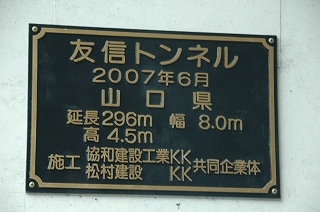 友信トンネル
2007年6月
山口県
延長296m 幅 8.0m
高 4.5m
施工 協和建設工業KK 共同企業体
松村建設 KK